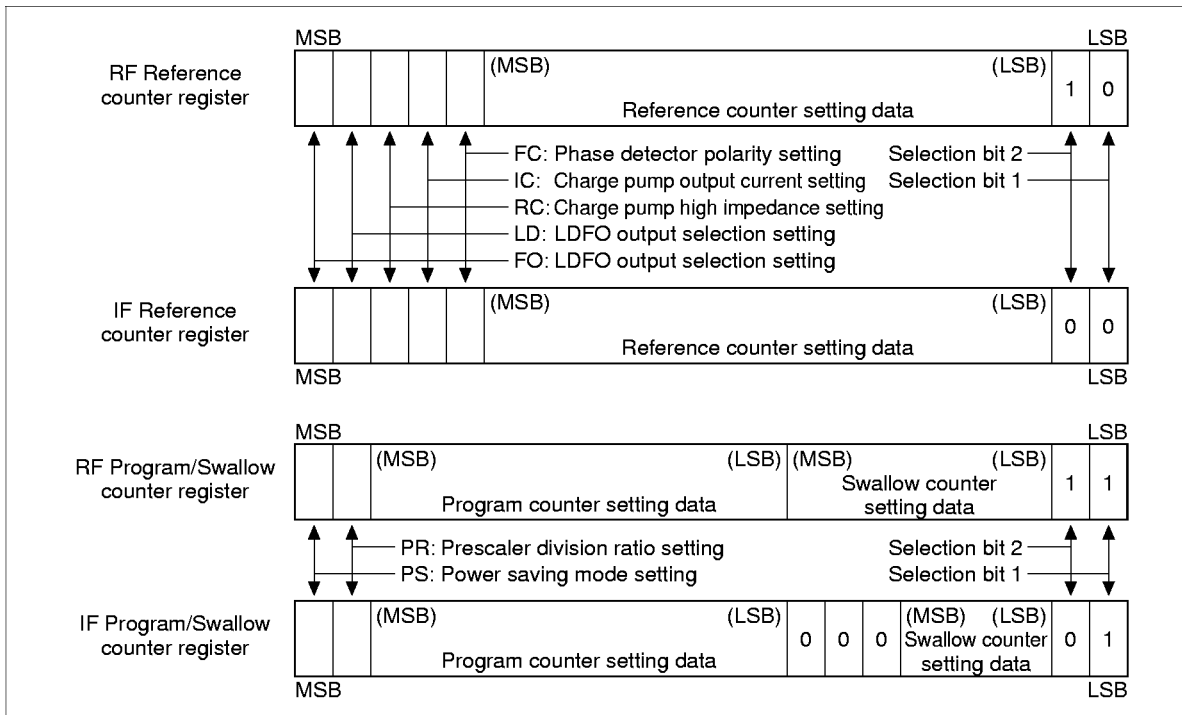 MSB LSB
RF Reference
counter register
(MSB) (LSB)
Reference counter setting data
1 0
FC: Phase detector polarity setting
IC: Charge pump output current setting
RC: Charge pump high impedance setting
LD: LDFO output selection setting
FO: LDFO output selection setting
Selection bit 2
Selection bit 1
IF Reference
counter register
(MSB) (LSB)
Reference counter setting data
0 0
MSB LSB
MSB LSB
RF Program/Swallow
counter register
(MSB) (LSB)
Program counter setting data
(MSB) (LSB)
Swallow counter
setting data
1 1
PR: Prescaler division ratio setting
PS: Power saving mode setting
Selection bit 2
Selection bit 1
IF Program/Swallow
counter register
(MSB) (LSB)
Program counter setting data
0 0 0
(MSB) (LSB)
Swallow counter
setting data
0 1
MSB LSB